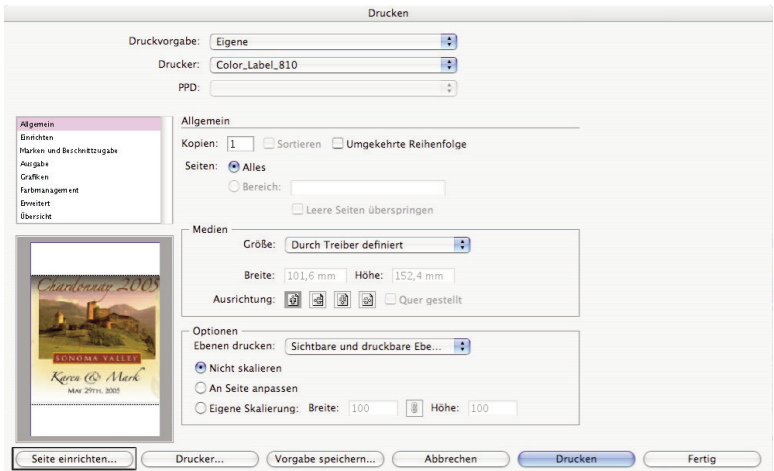 Drucken
Druckvorgabe: Eigene
Drucker: Color_Label_810
PPD:
Allgemein
Einrichten
Marken und Beschnittzugabe
Ausgabe
Grafiken
Farbmanagement
Erweitert
Übersicht
Allgemein
Kopien: 1 Sortieren Umgekehrte Reihenfolge
Seiten: Alles
Bereich:
Leere Seiten überspringen
Medien
Größe: Durch Treiber definiert
Breite: 101,6 mm Höhe: 152,4 mm
Ausrichtung: Quer gestellt
Optionen
Ebenen drucken: Sichtbare und druckbare Ebe...
Nicht skalieren
An Seite anpassen
Eigene Skalierung: Breite: 100 Höhe: 100
Chardonnay 2005
SONOMA VALLEY
Karen & Mark
MAY 29TH, 2005
Seite einrichten... Drucker... Vorgabe speichern... Abbrechen Drucken Fertig